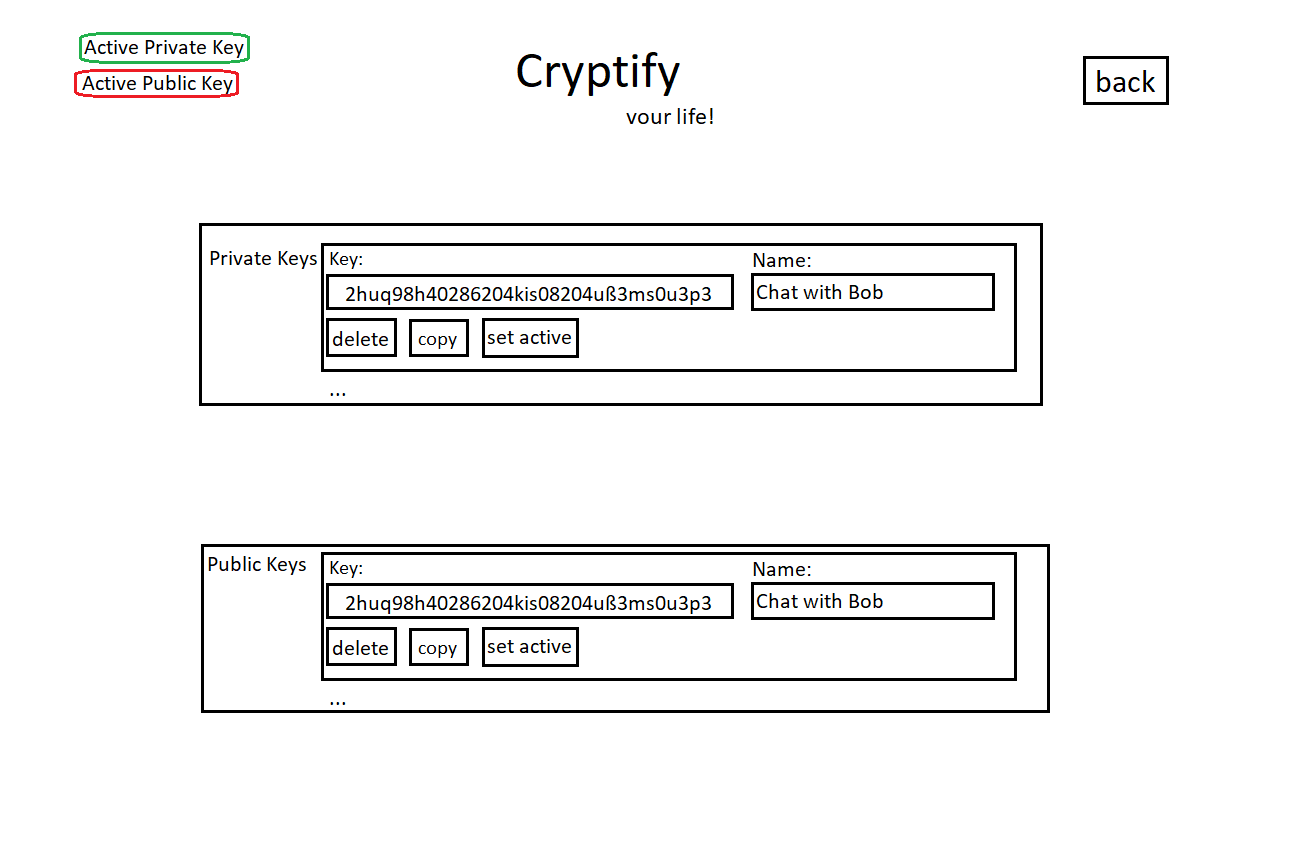 Active Private Key
Active Public Key
Cryptify
your life!
back
Private Keys
Key:
Name:
2huq98h40286204kis08204uß3ms0u3p3
Chat with Bob
delete
copy
set active
...
Public Keys
Key:
Name:
2huq98h40286204kis08204uß3ms0u3p3
Chat with Bob
delete
copy
set active
...